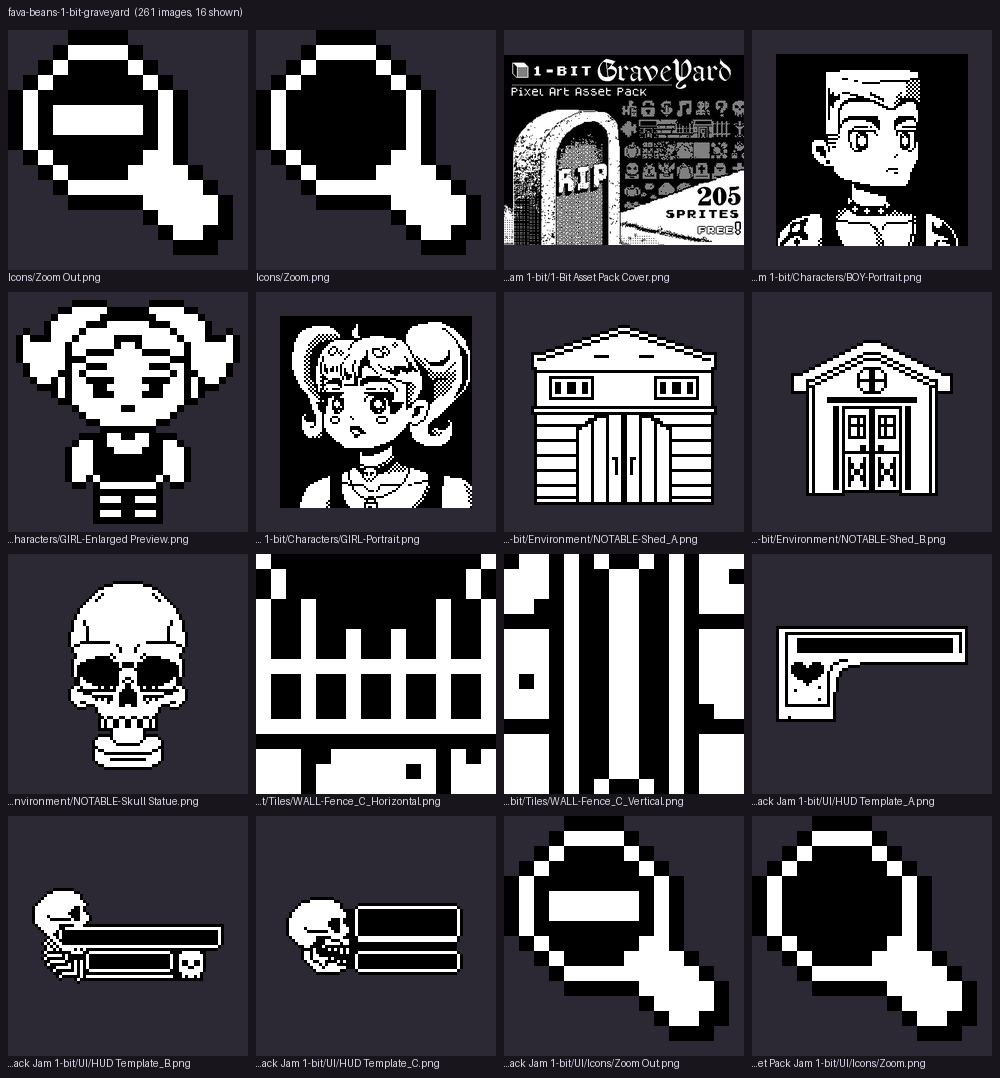 fava-beans-1-bit-graveyard (261 images, 16 shown)
1-BIT GraveYard
Pixel Art Asset Pack
RIP
205
SPRITES
FREE!
Icons/Zoom Out.png
Icons/Zoom.png
...am 1-bit/1-Bit Asset Pack Cover.png
...m 1-bit/Characters/BOY-Portrait.png
...haracters/GIRL-Enlarged Preview.png
... 1-bit/Characters/GIRL-Portrait.png
...-bit/Environment/NOTABLE-Shed_A.png
...-bit/Environment/NOTABLE-Shed_B.png
...nvironment/NOTABLE-Skull Statue.png
...t/Tiles/WALL-Fence_C_Horizontal.png
...bit/Tiles/WALL-Fence_C_Vertical.png
...ack Jam 1-bit/UI/HUD Template_A.png
...ack Jam 1-bit/UI/HUD Template_B.png
...ack Jam 1-bit/UI/HUD Template_C.png
...ack Jam 1-bit/UI/Icons/Zoom Out.png
...et Pack Jam 1-bit/UI/Icons/Zoom.png